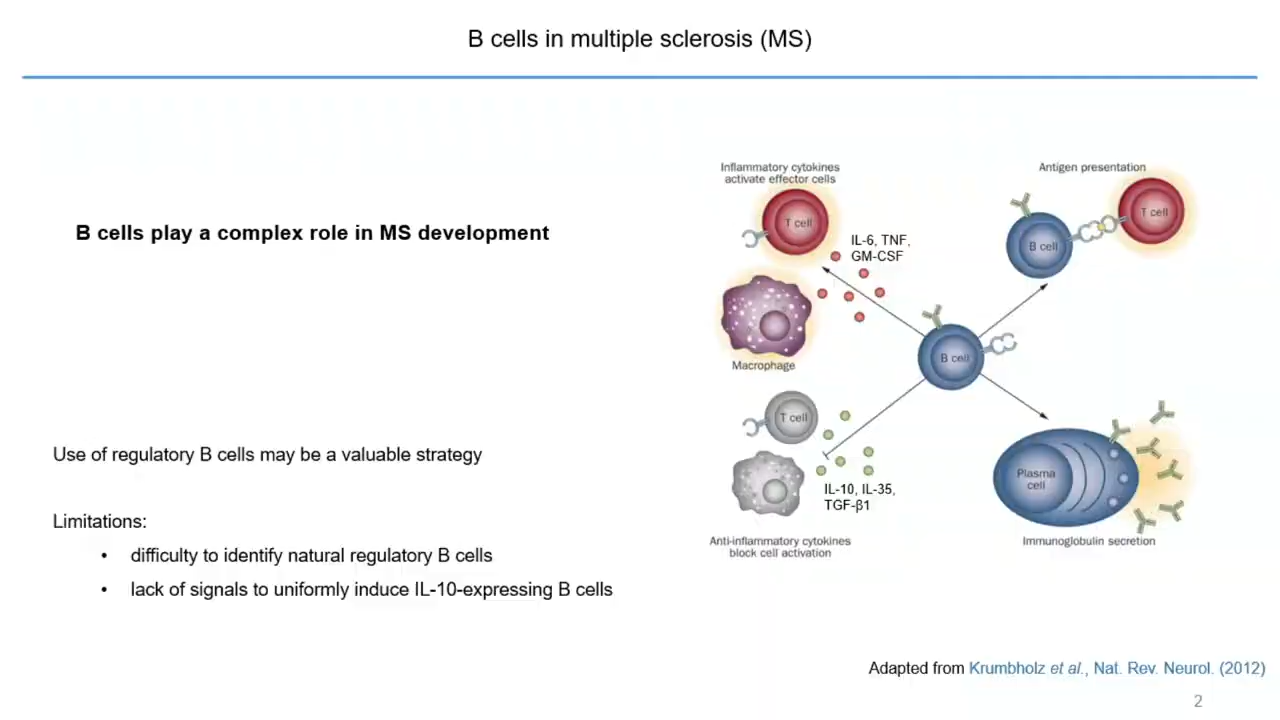 B cells in multiple sclerosis (MS)
B cells play a complex role in MS development
Use of regulatory B cells may be a valuable strategy
Limitations:
• difficulty to identify natural regulatory B cells
• lack of signals to uniformly induce IL-10-expressing B cells
Inflammatory cytokines
activate effector cells
T cell
IL-6, TNF,
GM-CSF
Macrophage
Antigen presentation
T cell
B cell
B cell
T cell
IL-10, IL-35,
TGF-β1
Anti-inflammatory cytokines
block cell activation
Plasma
cell
Immunoglobulin secretion
Adapted from Krumbholz et al., Nat. Rev. Neurol. (2012)
2